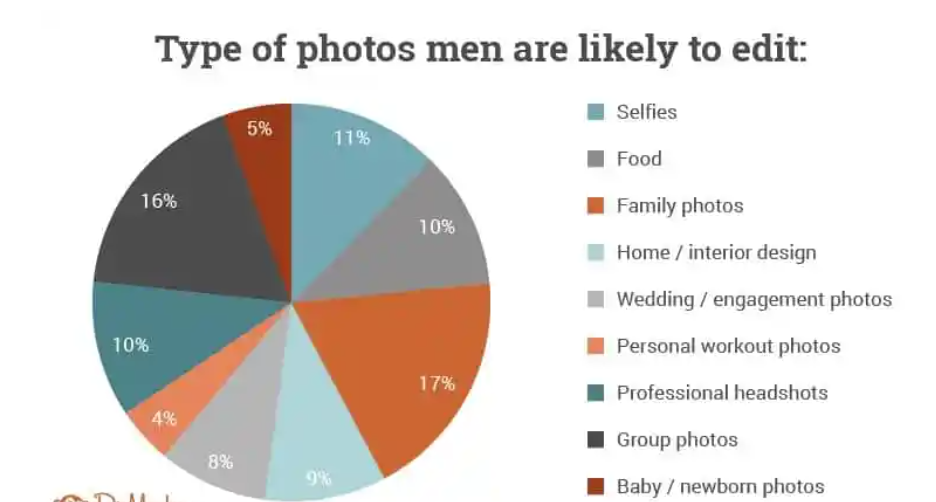 Type of photos men are likely to edit:
5%
11%
16%
10%
10%
17%
4%
8%
9%
Selfies
Food
Family photos
Home / interior design
Wedding / engagement photos
Personal workout photos
Professional headshots
Group photos
Baby / newborn photos